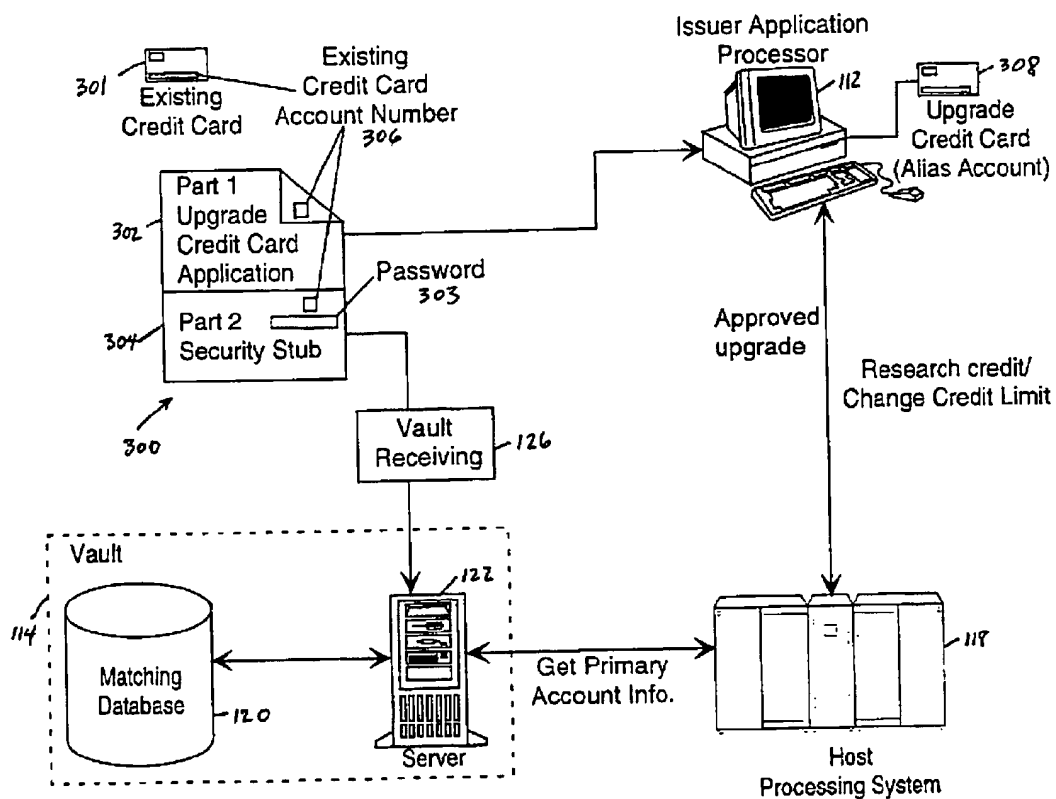 301
Existing
Credit Card
Existing
Credit Card
Account Number
306
Issuer Application
Processor
112
308
Upgrade
Credit Card
(Alias Account)
302
Part 1
Upgrade
Credit Card
Application
Password
303
304
Part 2
Security Stub
300
Approved
upgrade
Research credit/
Change Credit Limit
Vault
Receiving
126
Vault
114
122
118
Matching
Database
120
Get Primary
Account Info.
Server
Host
Processing System